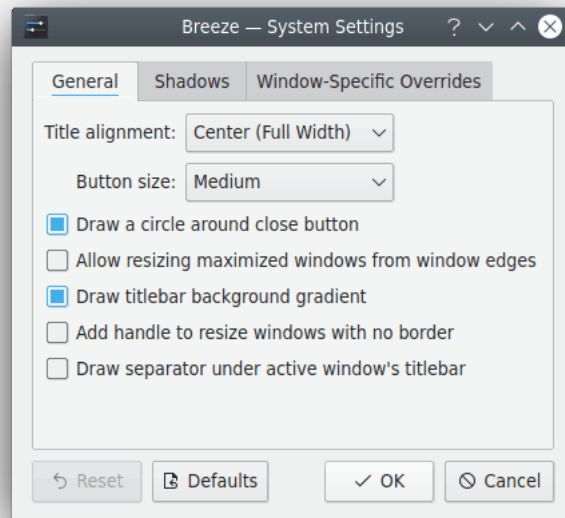 Breeze — System Settings
General Shadows Window-Specific Overrides
Title alignment: Center (Full Width)
Button size: Medium
Draw a circle around close button
Allow resizing maximized windows from window edges
Draw titlebar background gradient
Add handle to resize windows with no border
Draw separator under active window's titlebar
Reset Defaults OK Cancel